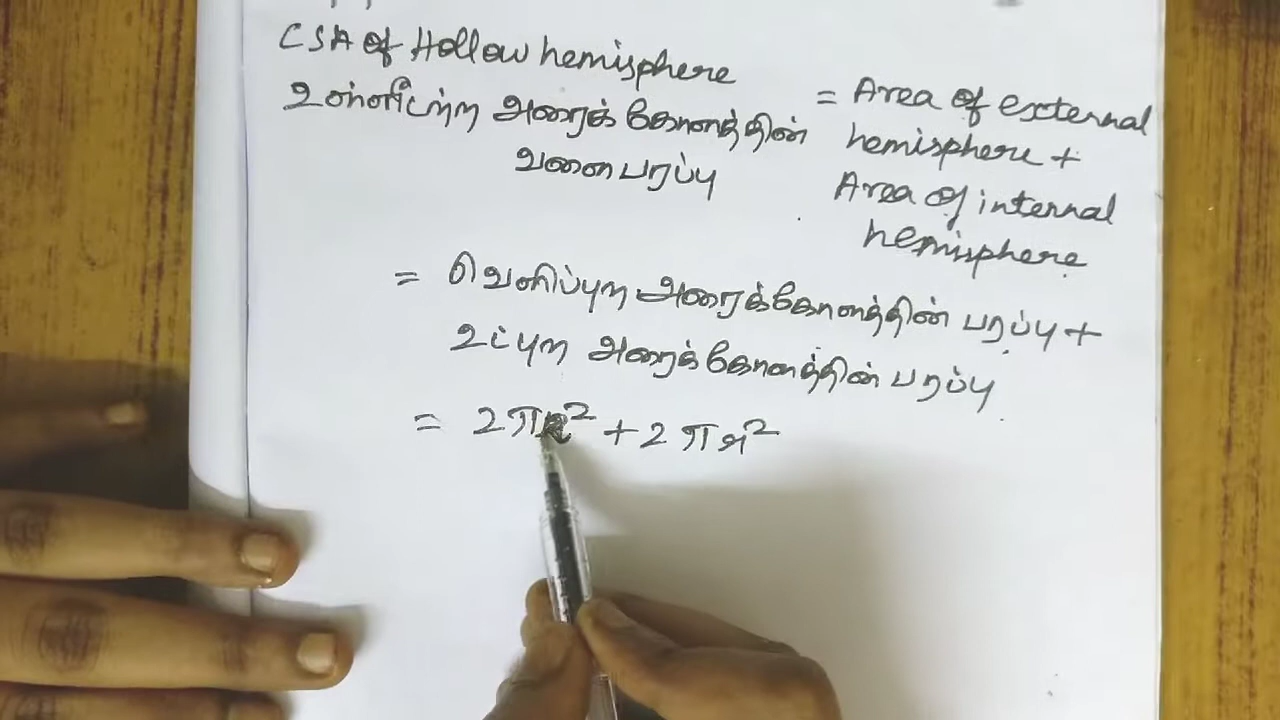 CSA of Hollow hemisphere
உள்ளீடற்ற அரைக் கோளத்தின்
வளைபரப்பு
= Area of external
hemisphere +
Area of internal
hemisphere
= வெளிப்புற அரைக்கோளத்தின் பரப்பு +
உட்புற அரைக்கோளத்தின் பரப்பு
= 2πR² + 2πr²